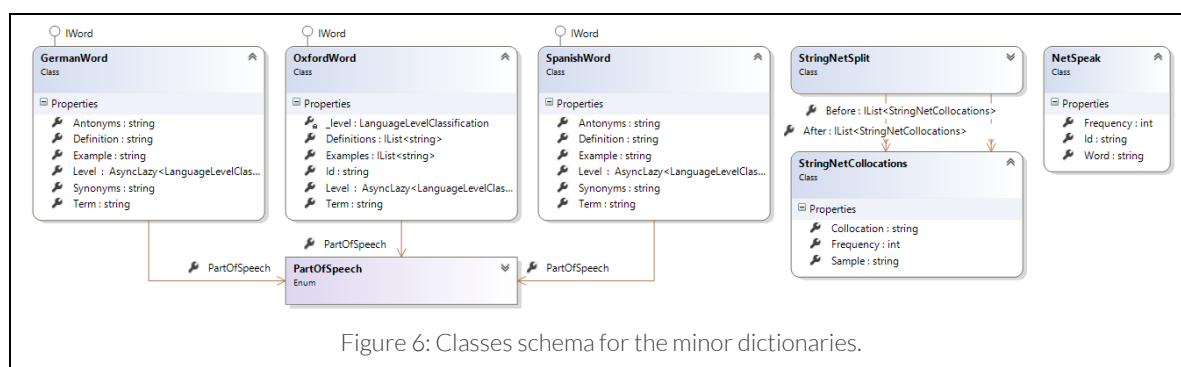 IWord
GermanWord
Class
Properties
Antonyms : string
Definition : string
Example : string
Level : AsyncLazy<LanguageLevelClas...
Synonyms : string
Term : string
IWord
OxfordWord
Class
Properties
_level : LanguageLevelClassification
Definitions : IList<string>
Examples : IList<string>
Id : string
Level : AsyncLazy<LanguageLevelClas...
Term : string
IWord
SpanishWord
Class
Properties
Antonyms : string
Definition : string
Example : string
Level : AsyncLazy<LanguageLevelClas...
Synonyms : string
Term : string
StringNetSplit
Class
Before : IList<StringNetCollocations>
After : IList<StringNetCollocations>
StringNetCollocations
Class
Properties
Collocation : string
Frequency : int
Sample : string
NetSpeak
Class
Properties
Frequency : int
Id : string
Word : string
PartOfSpeech
PartOfSpeech
PartOfSpeech
PartOfSpeech
Enum
Figure 6: Classes schema for the minor dictionaries.